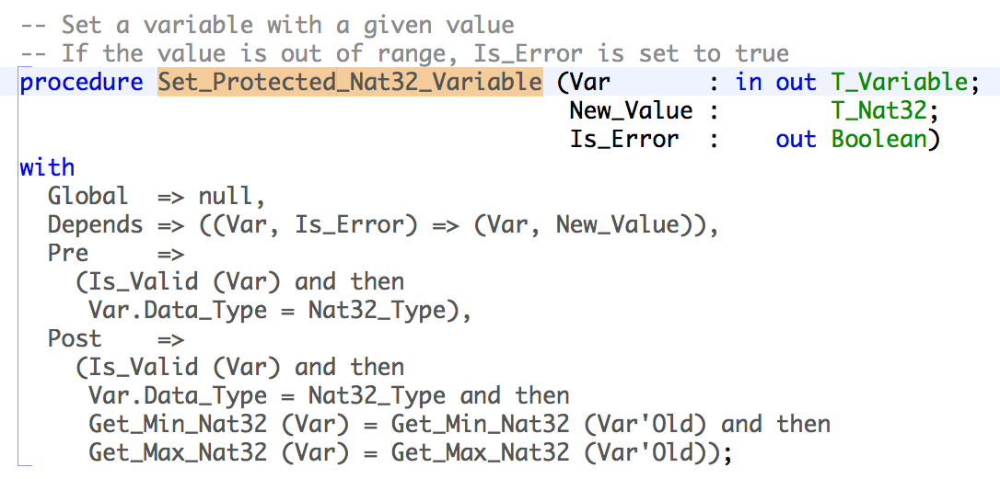 -- Set a variable with a given value
-- If the value is out of range, Is_Error is set to true
procedure Set_Protected_Nat32_Variable (Var       : in out T_Variable;
                                        New_Value :        T_Nat32;
                                        Is_Error  :    out Boolean)
with
  Global  => null,
  Depends => ((Var, Is_Error) => (Var, New_Value)),
  Pre     =>
    (Is_Valid (Var) and then
     Var.Data_Type = Nat32_Type),
  Post    =>
    (Is_Valid (Var) and then
     Var.Data_Type = Nat32_Type and then
     Get_Min_Nat32 (Var) = Get_Min_Nat32 (Var'Old) and then
     Get_Max_Nat32 (Var) = Get_Max_Nat32 (Var'Old));